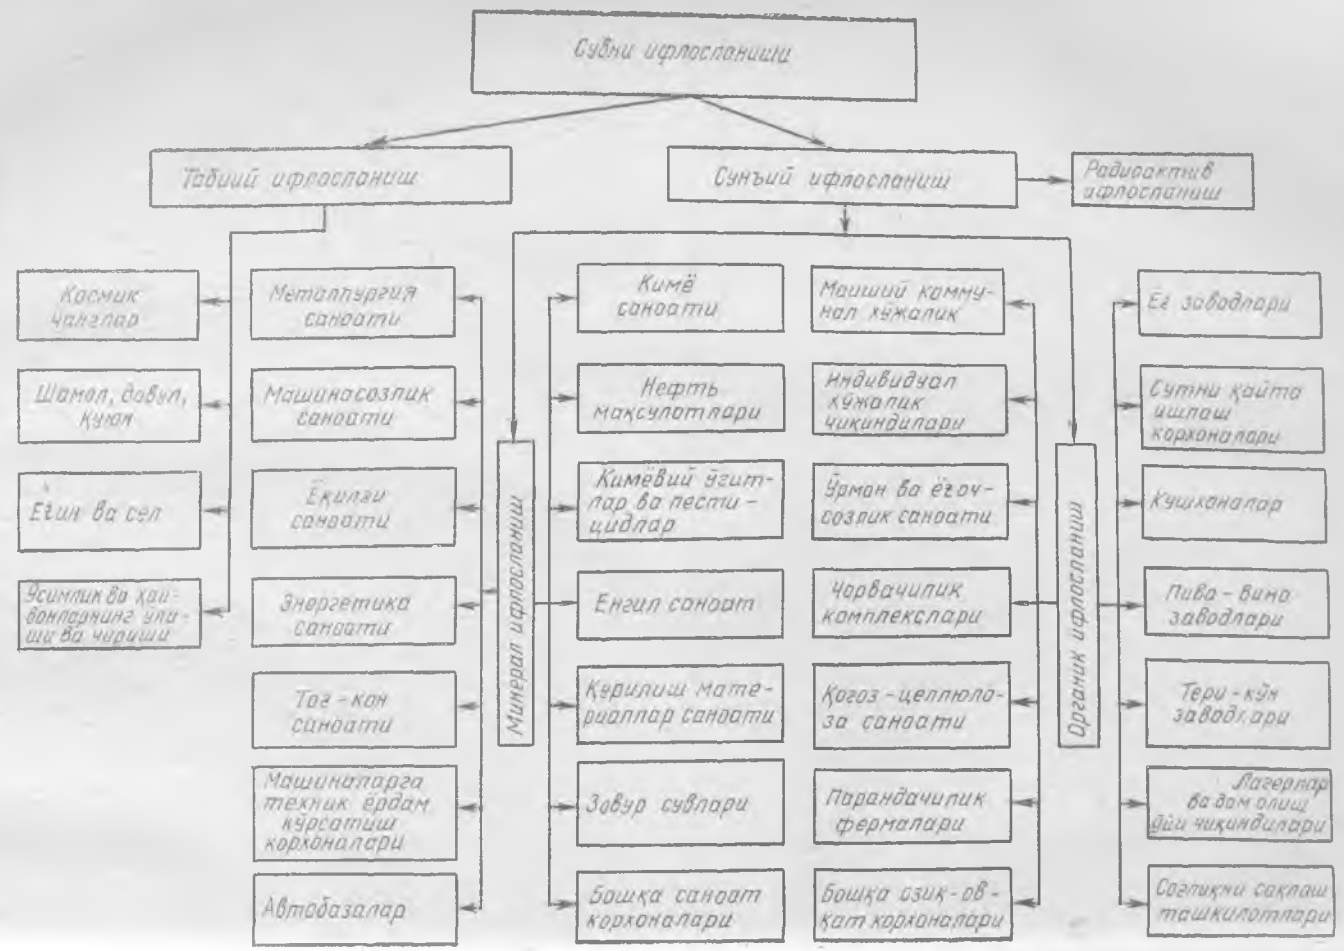 Сувни ифлосланиши
Табиий ифлосланиш
Сунъий ифлосланиш
Радиоактив
ифлосланиш
Космик
чанглар
Шамол, довул,
қуюн
Ёғин ва сел
Ўсимлик ва ҳай-
вонларнинг ўли-
ши ва чириши
Металлургия
саноати
Машинасозлик
саноати
Ёқилғи
саноати
Энергетика
саноати
Тоғ-кон
саноати
Машиналарга
техник ёрдам
кўрсатиш
корхоналари
Автобазалар
Минерал ифлосланиш
Кимё
саноати
Нефть
мақсулотлари
Кимёвий ўғит-
лар ва пести-
цидлар
Енгил саноат
Қурилиш мате-
риаллар саноати
Зовур сувлари
Бошқа саноат
корхоналари
Маиший комму-
нал хўжалик
Индивидуал
хўжалик
чиқиндилари
Ўрмон ва ёғоч-
созлик саноати
Чорвачилик
комплекслари
Қоғоз-целлюло-
за саноати
Парандачилик
фермалари
Бошқа озиқ-ов-
қат корхоналари
Органик ифлосланиш
Ёғ заводлари
Сутни қайта
ишлаш
корхоналари
Кушхоналар
Пива-вино
заводлари
Тери-кўн
заводлари
Лагерлар
ва дам олиш
уйи чиқиндилари
Соғлиқни сақлаш
ташкилотлари